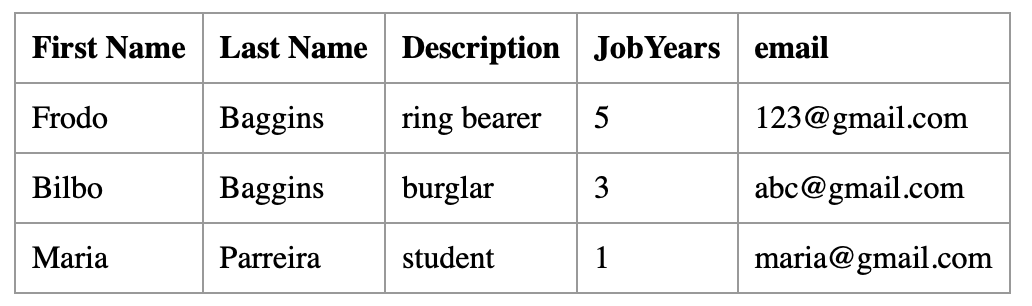 First Name Last Name Description JobYears email
Frodo Baggins ring bearer 5 123@gmail.com
Bilbo Baggins burglar 3 abc@gmail.com
Maria Parreira student 1 maria@gmail.com